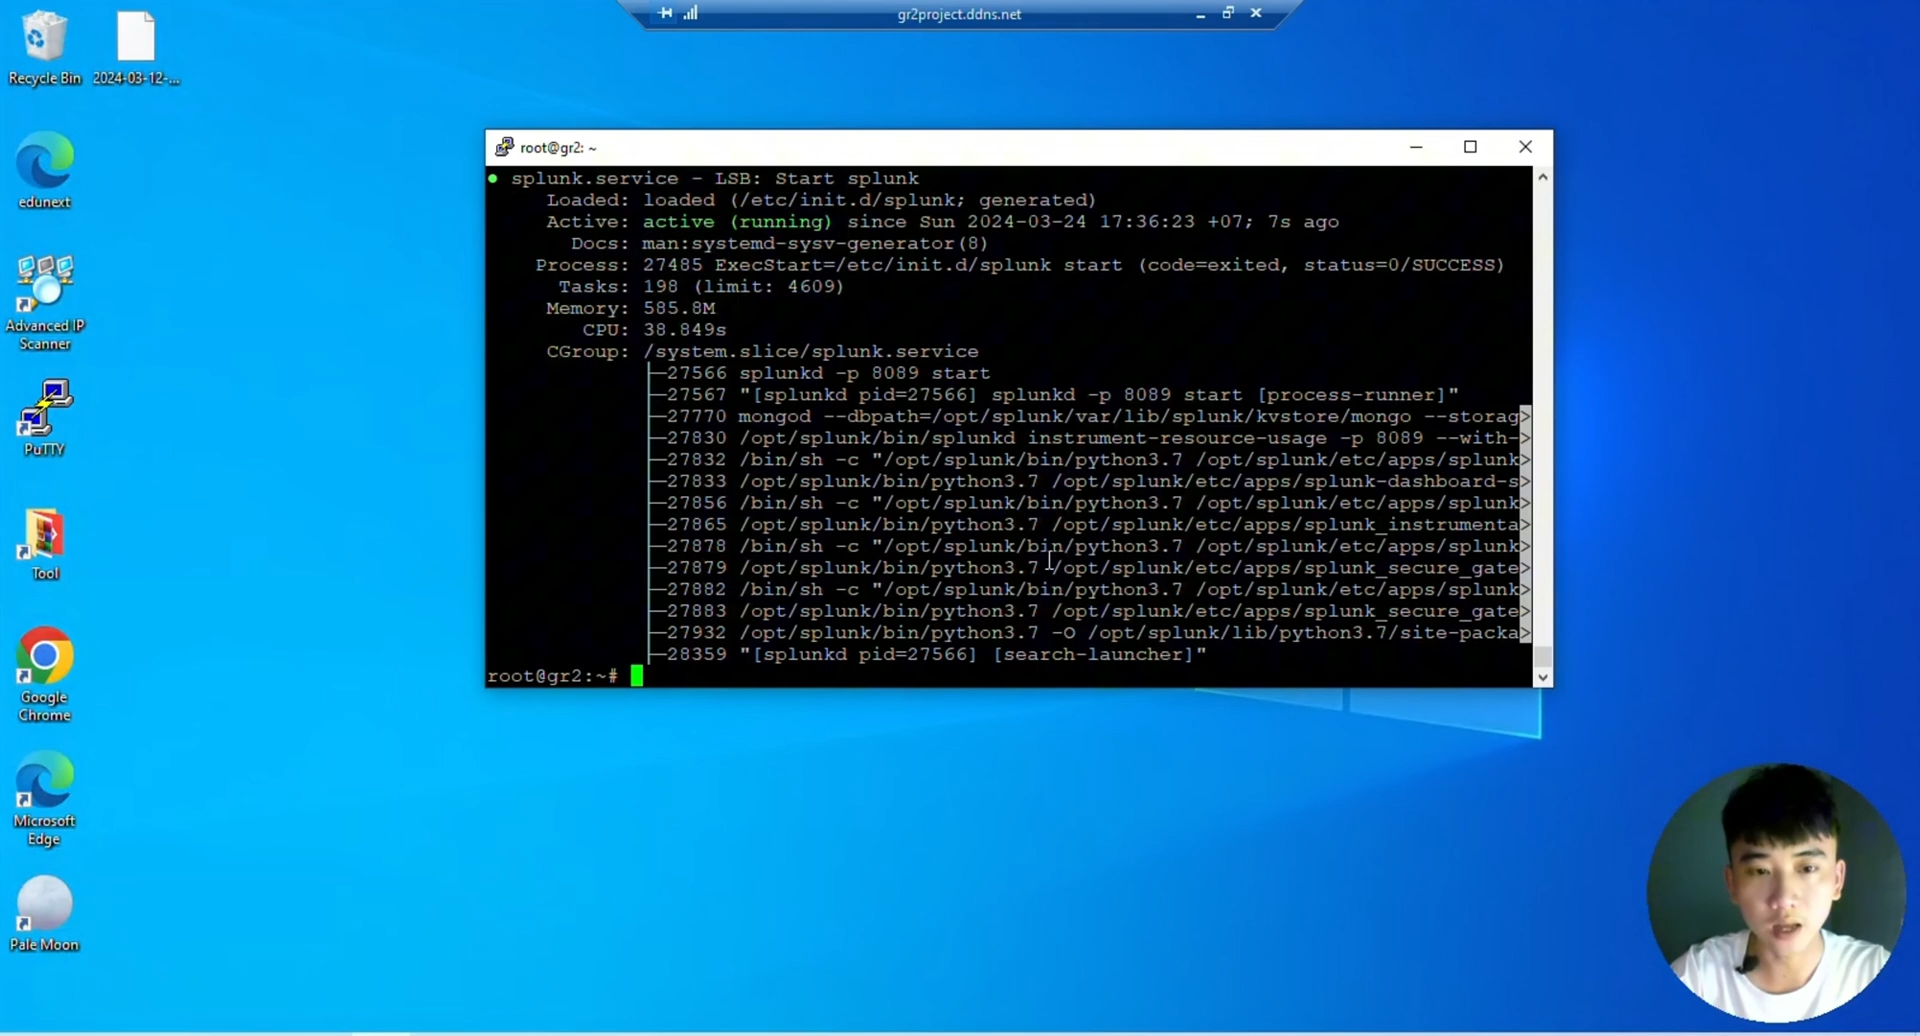 gr2project.ddns.net
Recycle Bin
2024-03-12-...
edunext
Advanced IP
Scanner
PuTTY
Tool
Google
Chrome
Microsoft
Edge
Pale Moon
root@gr2: ~
● splunk.service - LSB: Start splunk
Loaded: loaded (/etc/init.d/splunk; generated)
Active: active (running) since Sun 2024-03-24 17:36:23 +07; 7s ago
Docs: man:systemd-sysv-generator(8)
Process: 27485 ExecStart=/etc/init.d/splunk start (code=exited, status=0/SUCCESS)
Tasks: 198 (limit: 4609)
Memory: 585.8M
CPU: 38.849s
CGroup: /system.slice/splunk.service
├─27566 splunkd -p 8089 start
├─27567 "[splunkd pid=27566] splunkd -p 8089 start [process-runner]"
├─27770 mongod --dbpath=/opt/splunk/var/lib/splunk/kvstore/mongo --storag>
├─27830 /opt/splunk/bin/splunkd instrument-resource-usage -p 8089 --with->
├─27832 /bin/sh -c "/opt/splunk/bin/python3.7 /opt/splunk/etc/apps/splunk>
├─27833 /opt/splunk/bin/python3.7 /opt/splunk/etc/apps/splunk-dashboard-s>
├─27856 /bin/sh -c "/opt/splunk/bin/python3.7 /opt/splunk/etc/apps/splunk>
├─27865 /opt/splunk/bin/python3.7 /opt/splunk/etc/apps/splunk_instrumenta>
├─27878 /bin/sh -c "/opt/splunk/bin/python3.7 /opt/splunk/etc/apps/splunk>
├─27879 /opt/splunk/bin/python3.7 /opt/splunk/etc/apps/splunk_secure_gate>
├─27882 /bin/sh -c "/opt/splunk/bin/python3.7 /opt/splunk/etc/apps/splunk>
├─27883 /opt/splunk/bin/python3.7 /opt/splunk/etc/apps/splunk_secure_gate>
├─27932 /opt/splunk/bin/python3.7 -O /opt/splunk/lib/python3.7/site-packa>
├─28359 "[splunkd pid=27566] [search-launcher]"
root@gr2:~#